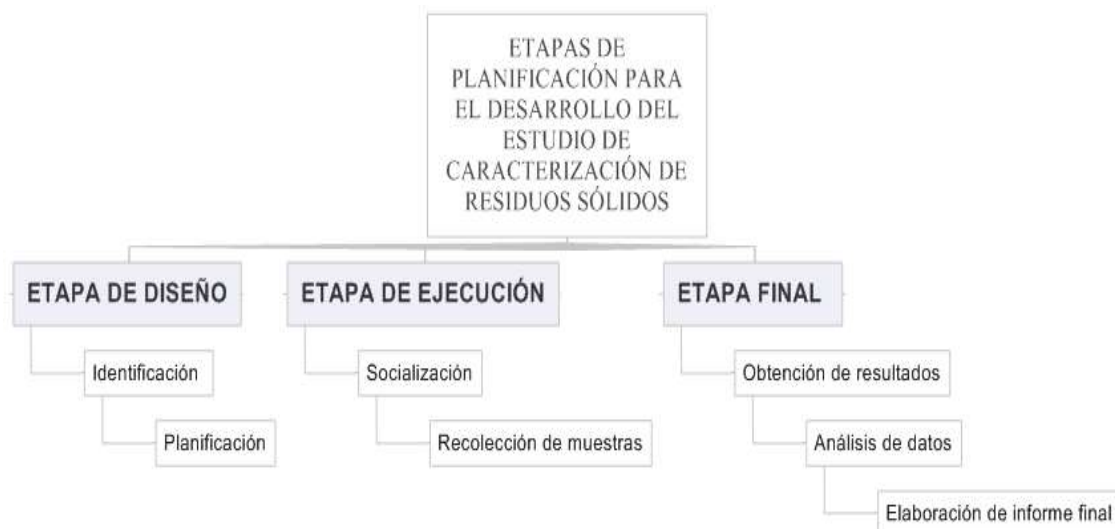 ETAPAS DE
PLANIFICACIÓN PARA
EL DESARROLLO DEL
ESTUDIO DE
CARACTERIZACIÓN DE
RESIDUOS SÓLIDOS
ETAPA DE DISEÑO
Identificación
Planificación
ETAPA DE EJECUCIÓN
Socialización
Recolección de muestras
ETAPA FINAL
Obtención de resultados
Análisis de datos
Elaboración de informe final